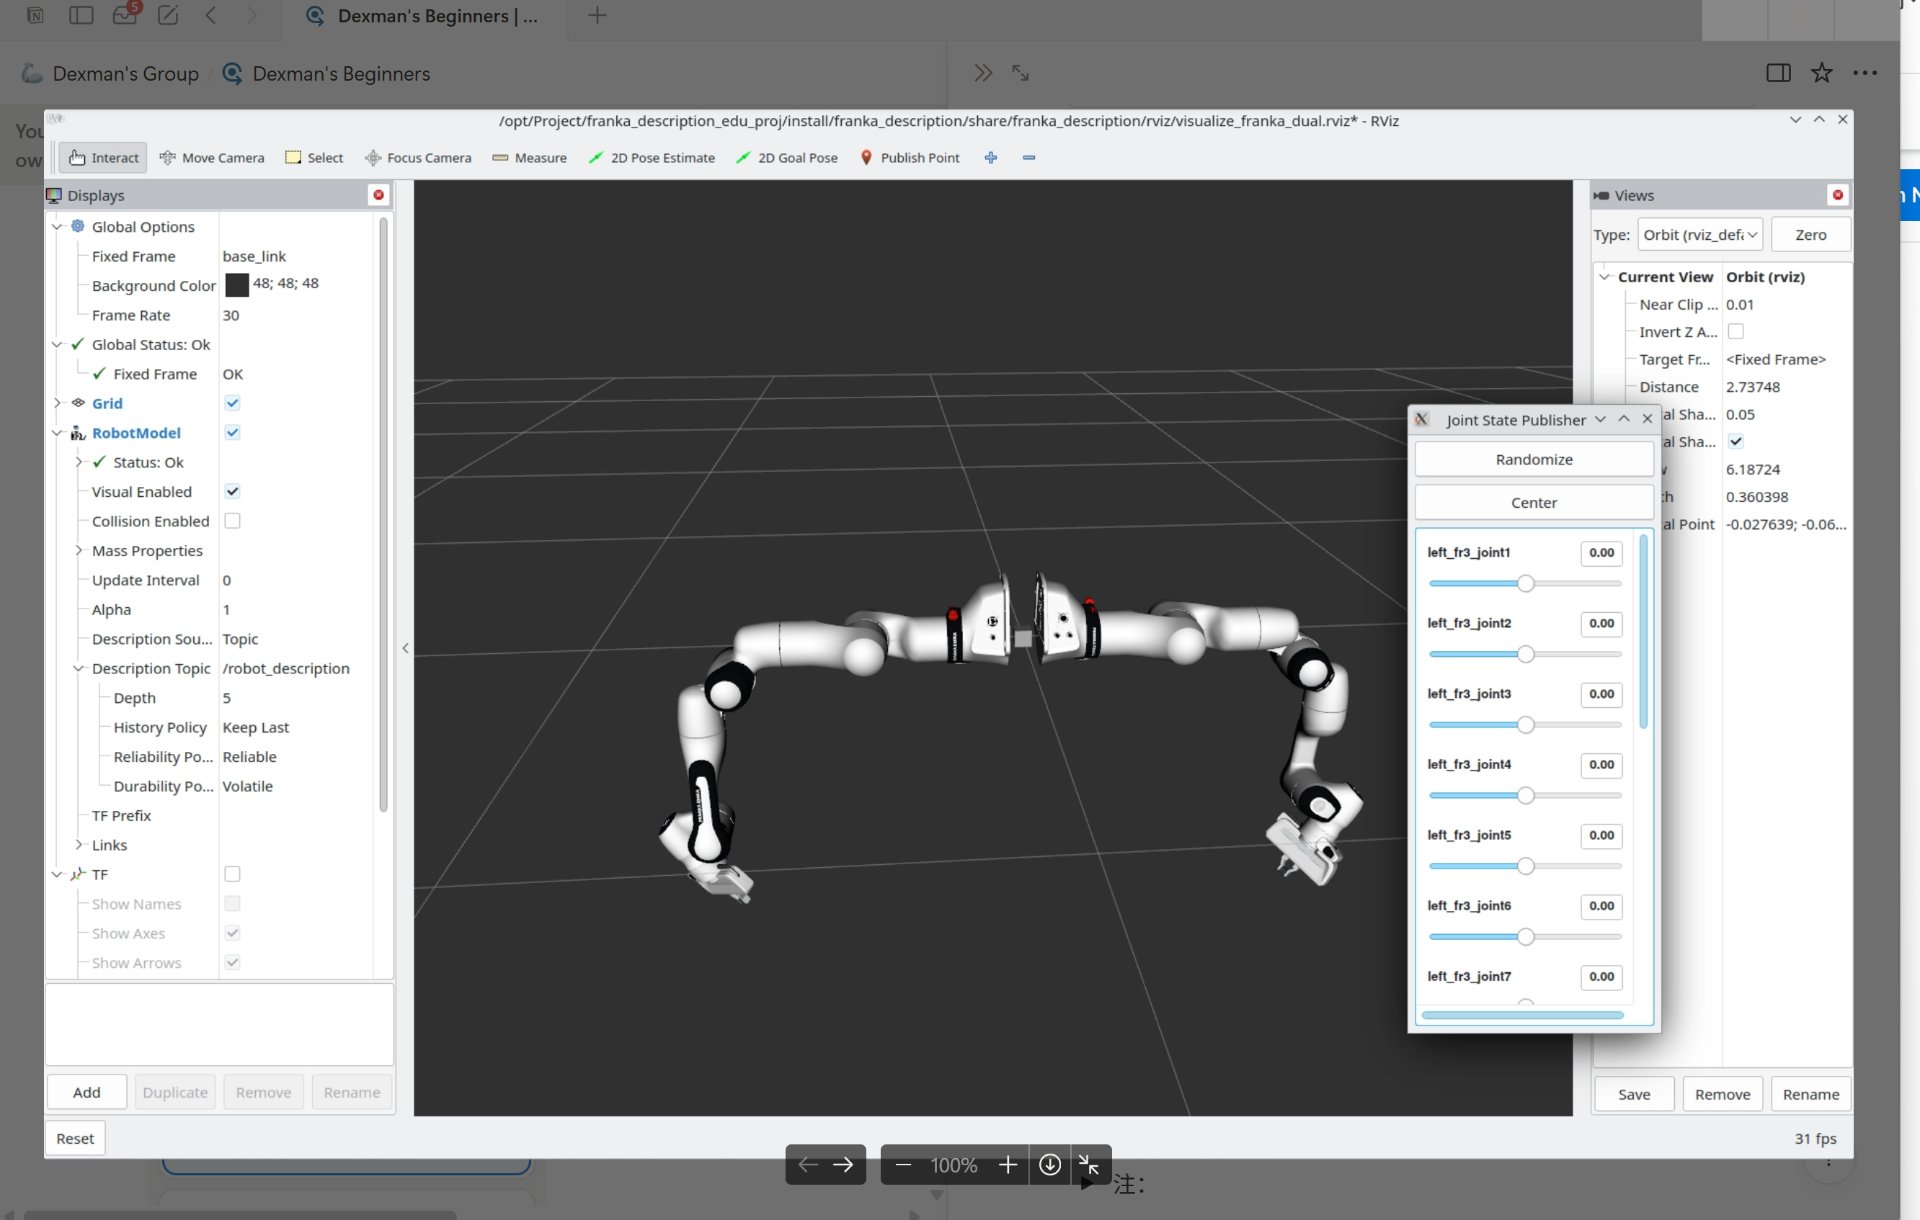 5
Dexman's Beginners | ...
Dexman's Group / Dexman's Beginners
You
ow
/opt/Project/franka_description_edu_proj/install/franka_description/share/franka_description/rviz/visualize_franka_dual.rviz* - RViz
Interact Move Camera Select Focus Camera Measure 2D Pose Estimate 2D Goal Pose Publish Point
Displays
Global Options
Fixed Frame base_link
Background Color 48; 48; 48
Frame Rate 30
Global Status: Ok
Fixed Frame OK
Grid
RobotModel
Status: Ok
Visual Enabled
Collision Enabled
Mass Properties
Update Interval 0
Alpha 1
Description Sou... Topic
Description Topic /robot_description
Depth 5
History Policy Keep Last
Reliability Po... Reliable
Durability Po... Volatile
TF Prefix
Links
TF
Show Names
Show Axes
Show Arrows
Add Duplicate Remove Rename
Reset
Views
Type: Orbit (rviz_defa Zero
Current View Orbit (rviz)
Near Clip ... 0.01
Invert Z A...
Target Fr... <Fixed Frame>
Distance 2.73748
al Sha... 0.05
al Sha...
w 6.18724
ch 0.360398
al Point -0.027639; -0.06...
Joint State Publisher
Randomize
Center
left_fr3_joint1 0.00
left_fr3_joint2 0.00
left_fr3_joint3 0.00
left_fr3_joint4 0.00
left_fr3_joint5 0.00
left_fr3_joint6 0.00
left_fr3_joint7 0.00
Save Remove Rename
31 fps
100%
注: